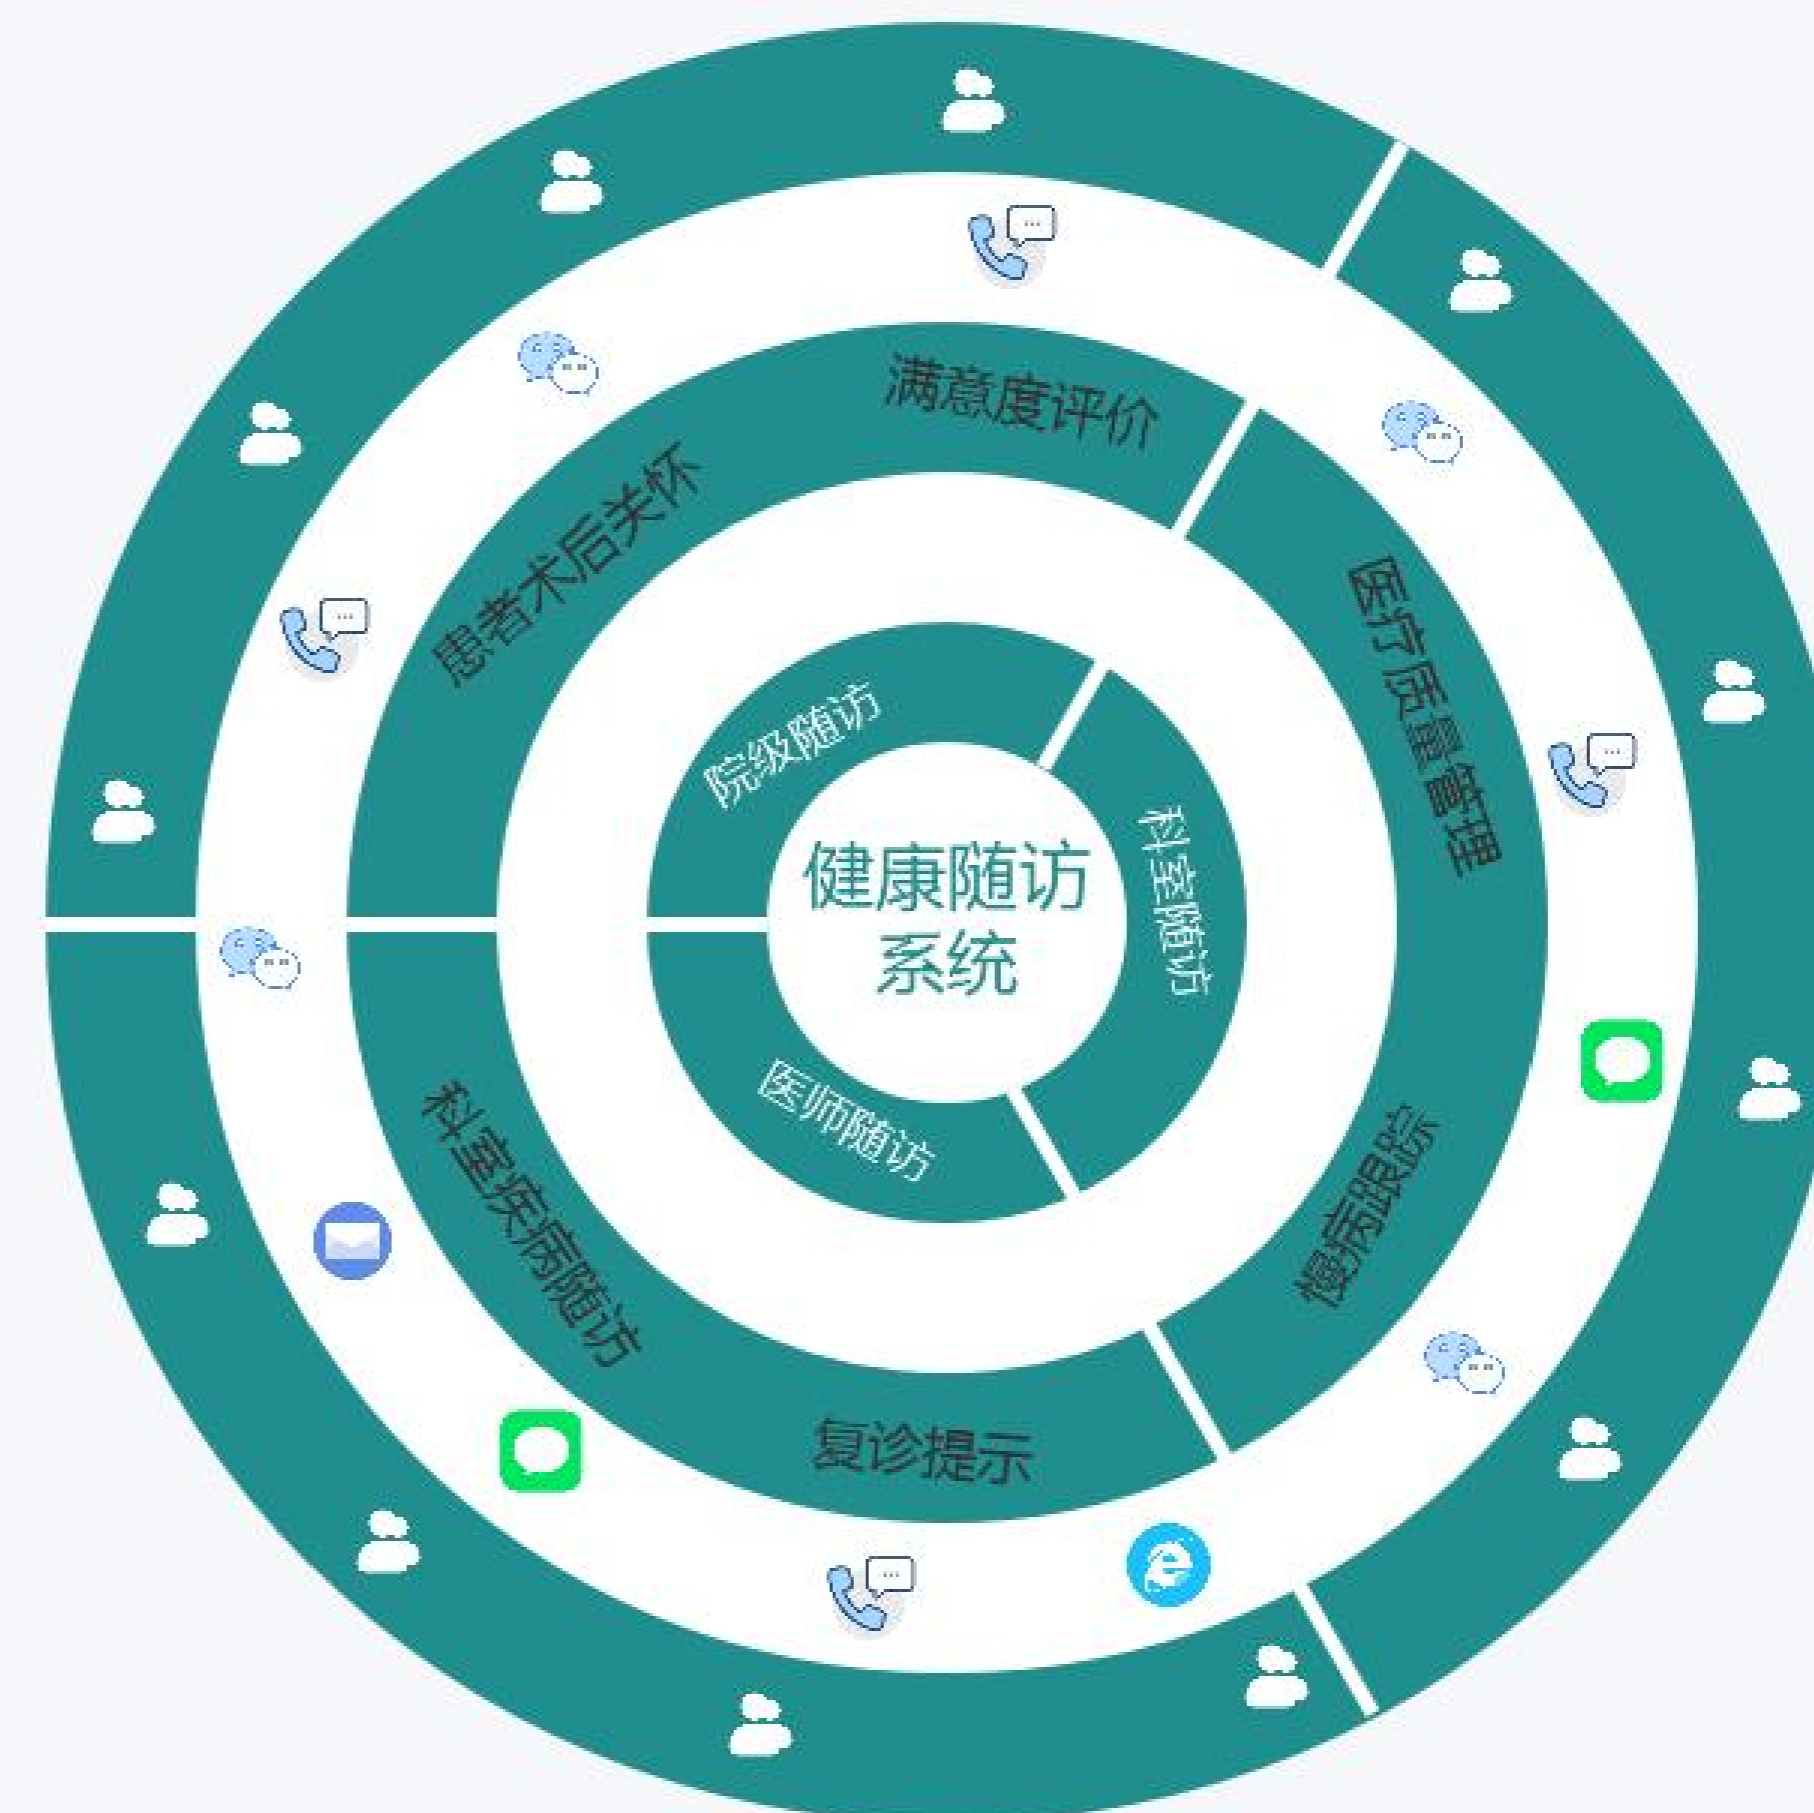 健康随访
系统
院级随访
科室随访
医师随访
满意度评价
患者术后关怀
医疗质量管理
慢病跟踪
复诊提示
科室疾病随访